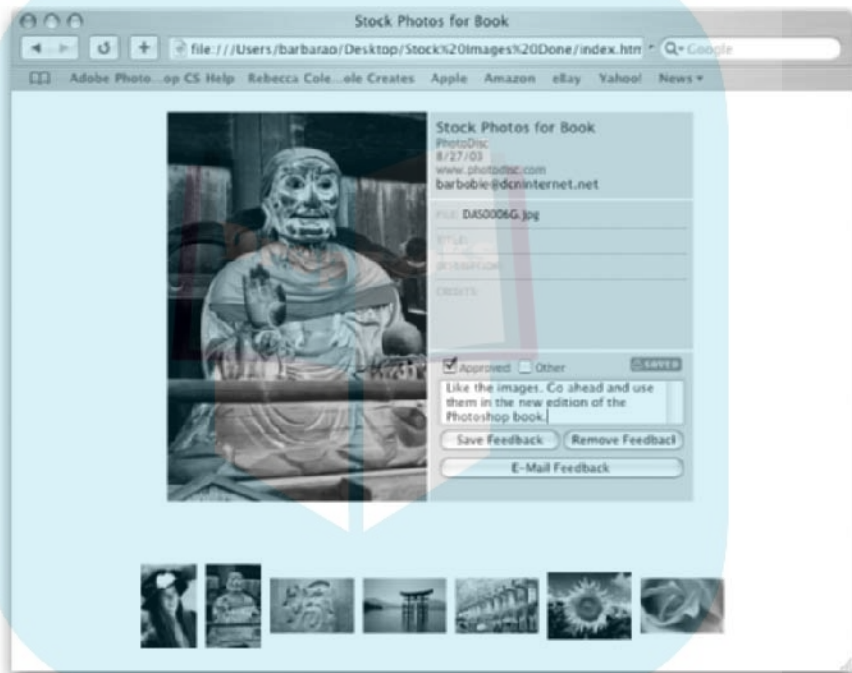 Stock Photos for Book
file:///Users/barbarao/Desktop/Stock%20Images%20Done/index.htm
Google
Adobe Photo...op CS Help Rebecca Cole...ole Creates Apple Amazon eBay Yahoo! News
Stock Photos for Book
PhotoDisc
8/27/03
www.photodisc.com
barbobie@dcninternet.net
FILE: DAS0006G.jpg
TITLE:
CREDITS:
Approved Other SAVED
Like the images. Go ahead and use
them in the new edition of the
Photoshop book.
Save Feedback Remove Feedback
E-Mail Feedback